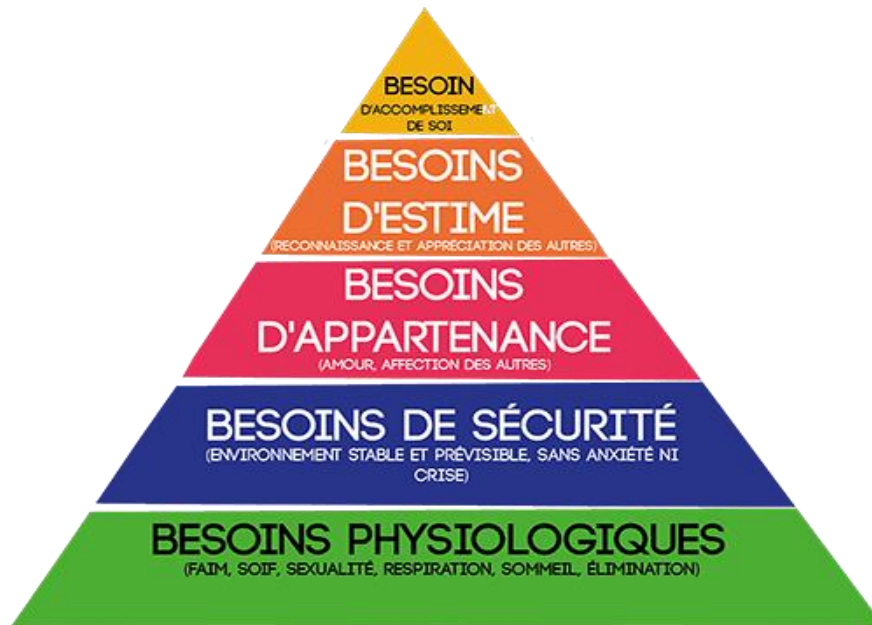 BESOIN
D'ACCOMPLISSEMENT
DE SOI
BESOINS
D'ESTIME
(RECONNAISSANCE ET APPRÉCIATION DES AUTRES)
BESOINS
D'APPARTENANCE
(AMOUR, AFFECTION DES AUTRES)
BESOINS DE SÉCURITÉ
(ENVIRONNEMENT STABLE ET PRÉVISIBLE, SANS ANXIÉTÉ NI
CRISE)
BESOINS PHYSIOLOGIQUES
(FAIM, SOIF, SEXUALITÉ, RESPIRATION, SOMMEIL, ÉLIMINATION)